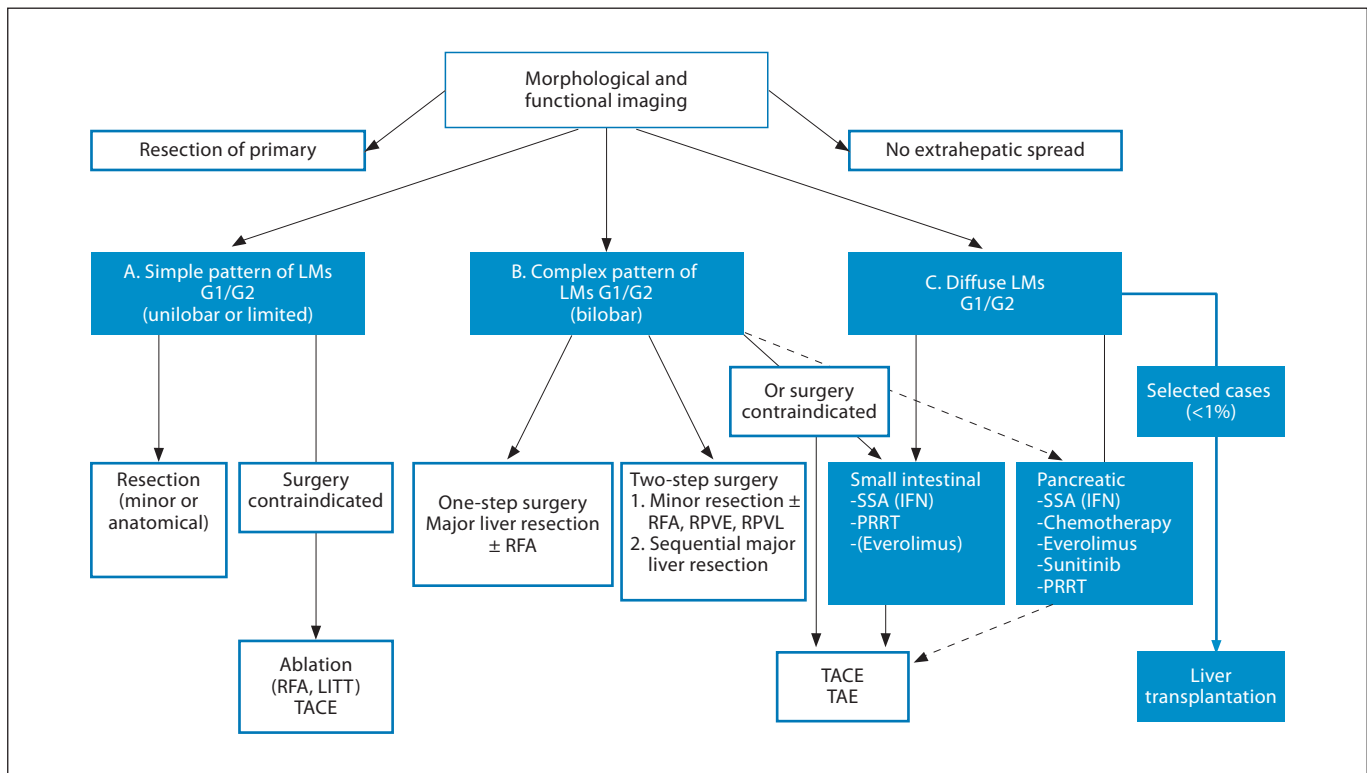 Morphological and
functional imaging
Resection of primary
No extrahepatic spread
A. Simple pattern of LMs
G1/G2
(unilobar or limited)
B. Complex pattern of
LMs G1/G2
(bilobar)
C. Diffuse LMs
G1/G2
Or surgery
contraindicated
Selected cases
(<1%)
Resection
(minor or
anatomical)
Surgery
contraindicated
One-step surgery
Major liver resection
± RFA
Two-step surgery
1. Minor resection ±
RFA, RPVE, RPVL
2. Sequential major
liver resection
Small intestinal
-SSA (IFN)
-PRRT
-(Everolimus)
Pancreatic
-SSA (IFN)
-Chemotherapy
-Everolimus
-Sunitinib
-PRRT
Ablation
(RFA, LITT)
TACE
TACE
TAE
Liver
transplantation